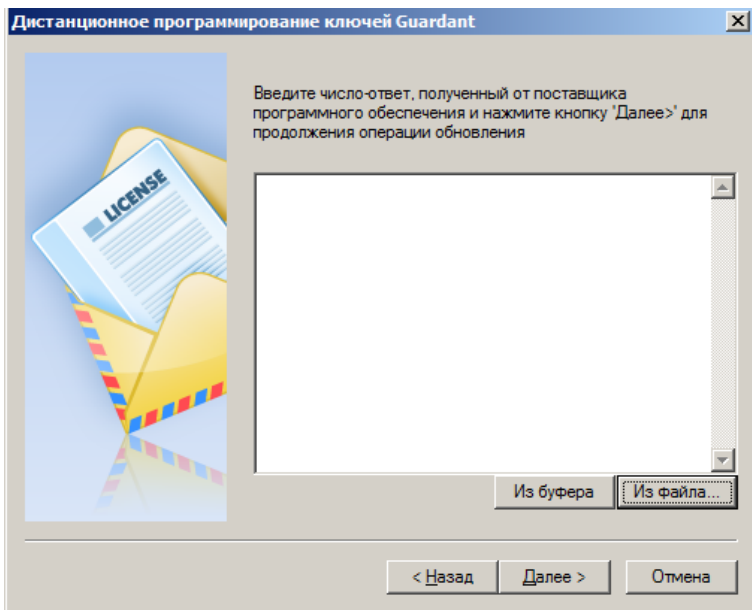 Дистанционное программирование ключей Guardant
Введите число-ответ, полученный от поставщика
программного обеспечения и нажмите кнопку 'Далее>' для
продолжения операции обновления
LICENSE
Из буфера
Из файла...
< Назад
Далее >
Отмена